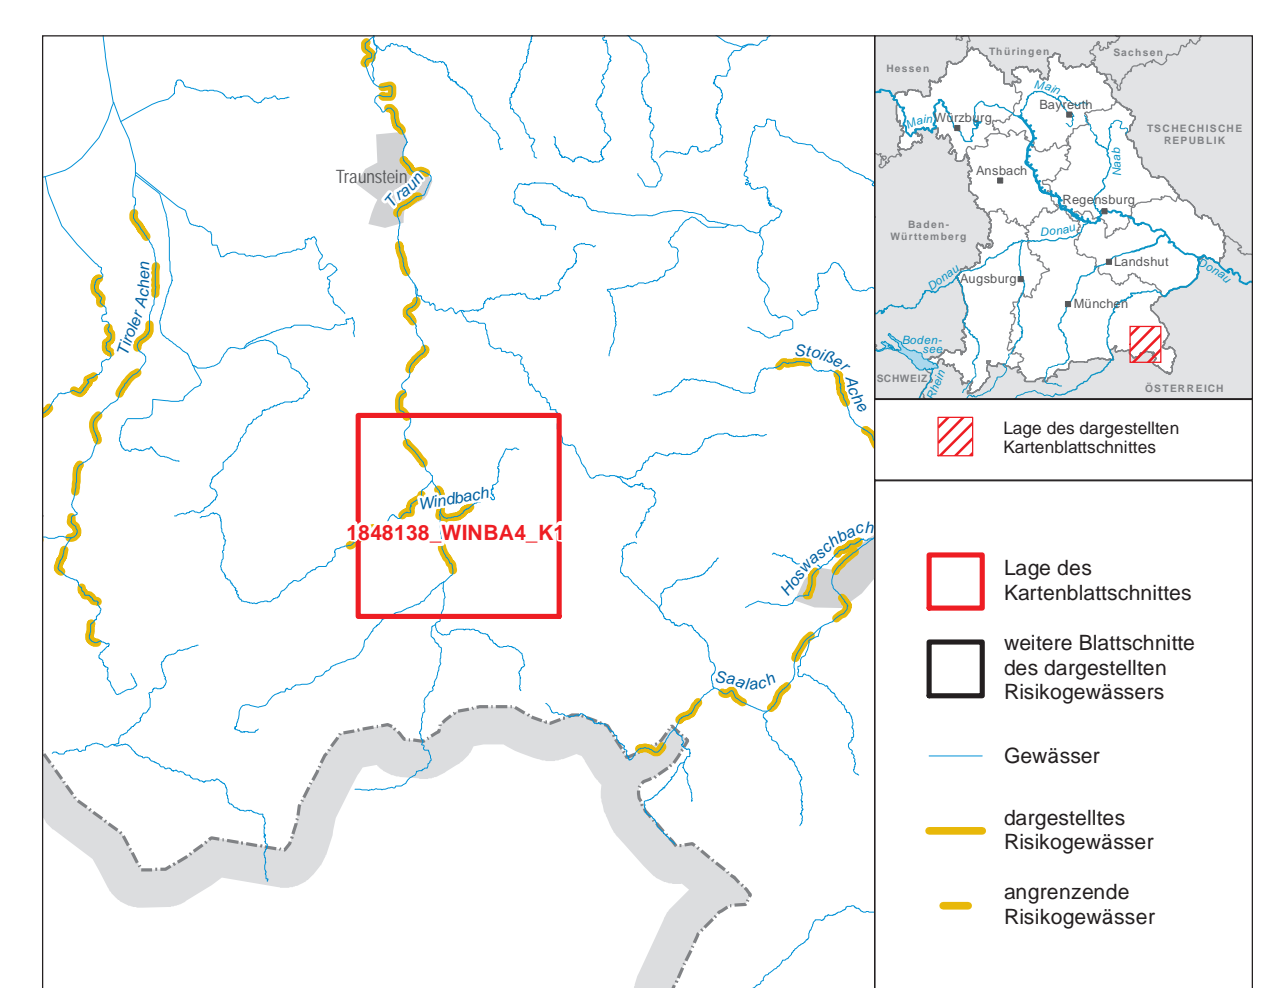 Traunstein
Traun
Tiroler Achen
Stoißer Ache
Windbach
1848138_WINBA4_K1
Hoswaschbach
Saalach
Thüringen
Sachsen
Hessen
Main
Bayreuth
Main
Würzburg
TSCHECHISCHE
REPUBLIK
Naab
Ansbach
Regensburg
Baden-
Württemberg
Donau
Landshut
Donau
Donau
Augsburg
München
Boden-
see
SCHWEIZ
Rhein
ÖSTERREICH
Lage des dargestellten
Kartenblattschnittes
Lage des
Kartenblattschnittes
weitere Blattschnitte
des dargestellten
Risikogewässers
Gewässer
dargestelltes
Risikogewässer
angrenzende
Risikogewässer